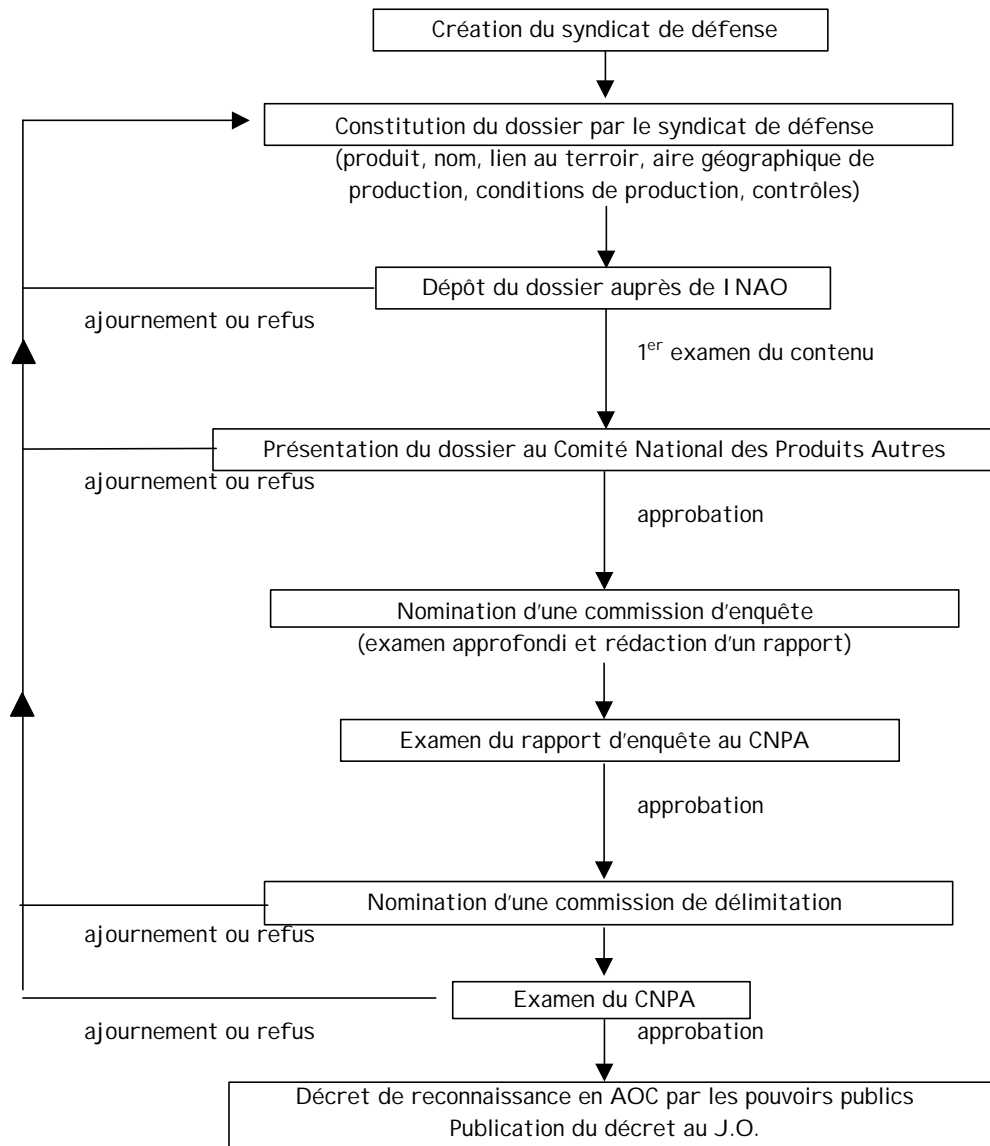 Création du syndicat de défense
Constitution du dossier par le syndicat de défense
(produit, nom, lien au terroir, aire géographique de
production, conditions de production, contrôles)
Dépôt du dossier auprès de INAO
ajournement ou refus
1er examen du contenu
Présentation du dossier au Comité National des Produits Autres
ajournement ou refus
approbation
Nomination d'une commission d'enquête
(examen approfondi et rédaction d'un rapport)
Examen du rapport d'enquête au CNPA
approbation
Nomination d'une commission de délimitation
ajournement ou refus
Examen du CNPA
ajournement ou refus
approbation
Décret de reconnaissance en AOC par les pouvoirs publics
Publication du décret au J.O.